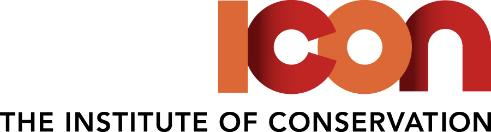 icon
THE INSTITUTE OF CONSERVATION